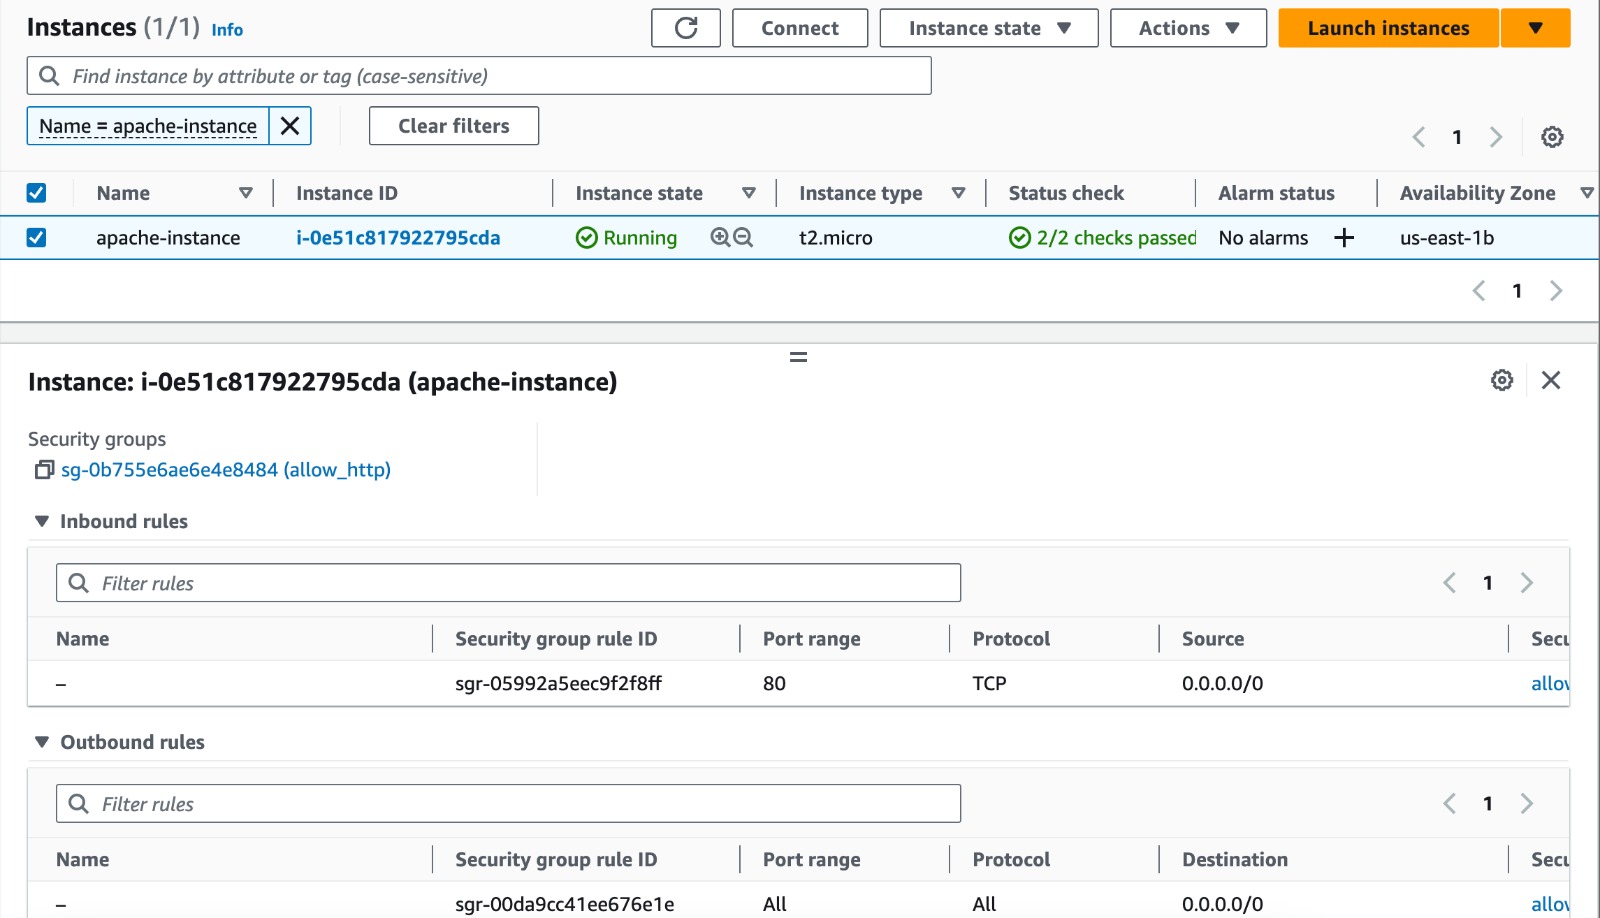 Instances (1/1) Info Connect Instance state Actions Launch instances
Find instance by attribute or tag (case-sensitive)
Name = apache-instance Clear filters
1
Name Instance ID Instance state Instance type Status check Alarm status Availability Zone
apache-instance i-0e51c817922795cda Running t2.micro 2/2 checks passed No alarms + us-east-1b
1
Instance: i-0e51c817922795cda (apache-instance)
Security groups
sg-0b755e6ae6e4e8484 (allow_http)
Inbound rules
Filter rules 1
Name Security group rule ID Port range Protocol Source Secu
– sgr-05992a5eec9f2f8ff 80 TCP 0.0.0.0/0 allow
Outbound rules
Filter rules 1
Name Security group rule ID Port range Protocol Destination Secu
– sgr-00da9cc41ee676e1e All All 0.0.0.0/0 allow